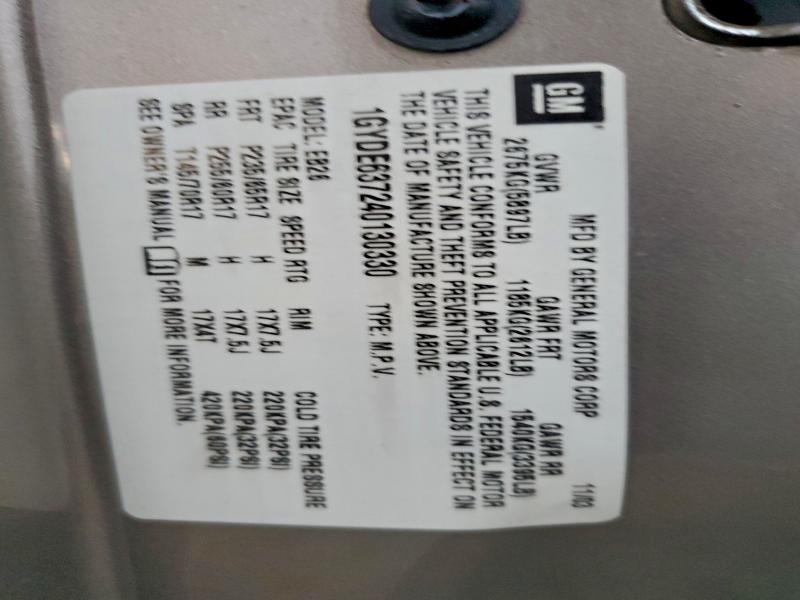 MFD BY GENERAL MOTORS CORP 11/03
GM
GVWR GAWR FRT GAWR RR
2675KG(5897LB) 1185KG(2612LB) 1540KG(3395LB)
THIS VEHICLE CONFORMS TO ALL APPLICABLE U.S. FEDERAL MOTOR
VEHICLE SAFETY AND THEFT PREVENTION STANDARDS IN EFFECT ON
THE DATE OF MANUFACTURE SHOWN ABOVE.
1GYDE637240130330 TYPE: M.P.V.
MODEL: E826
EPAC TIRE SIZE SPEED RTG RIM COLD TIRE PRESSURE
FRT P235/65R17 H 17X7.5J 220KPA(32PSI)
RR P255/60R17 H 17X7.5J 220KPA(32PSI)
SPA T145/70R17 M 17X4T 420KPA(60PSI)
SEE OWNER'S MANUAL FOR MORE INFORMATION.